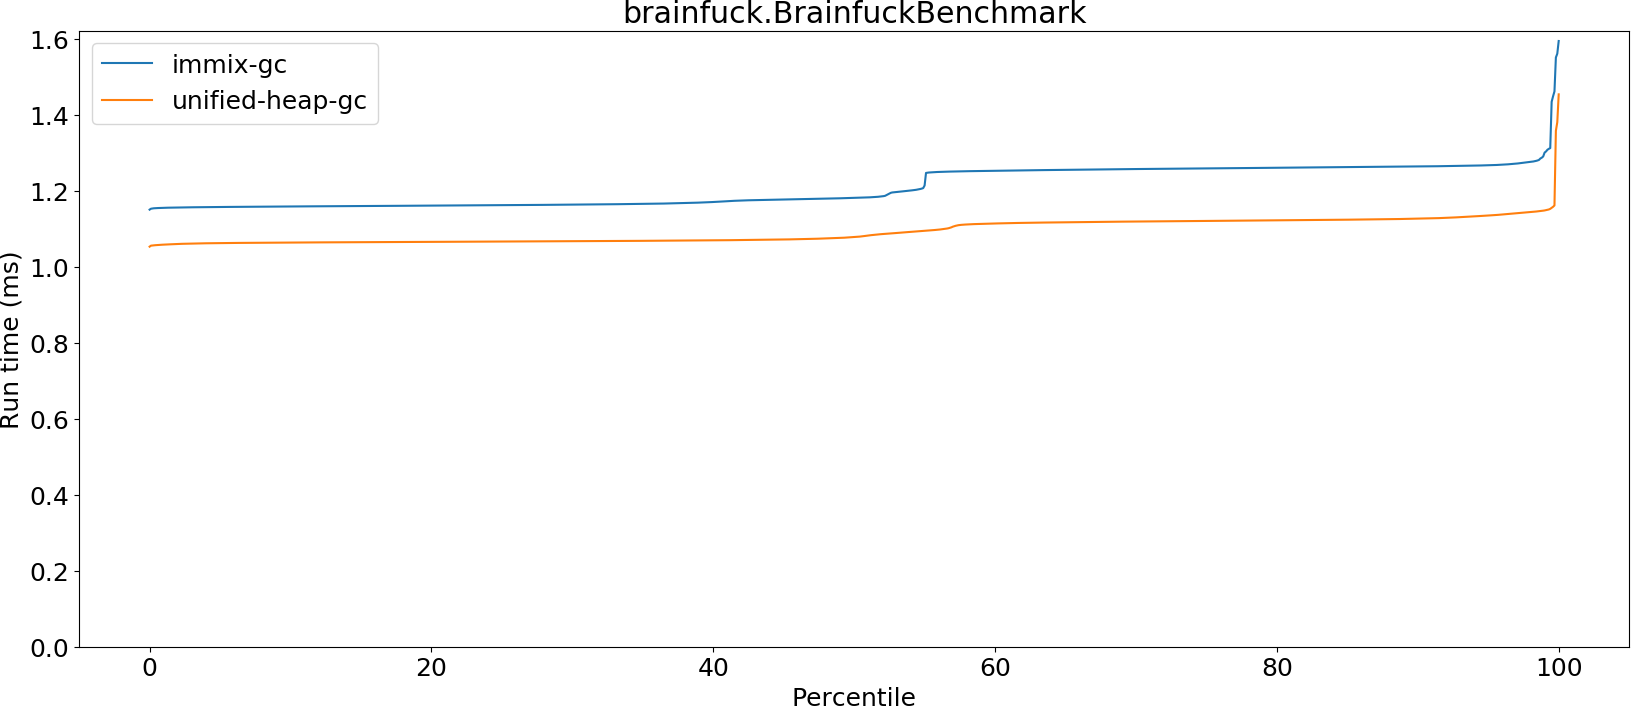 brainfuck.BrainfuckBenchmark
immix-gc
unified-heap-gc
1.6
1.4
1.2
1.0
0.8
0.6
0.4
0.2
0.0
Run time (ms)
0 20 40 60 80 100
Percentile